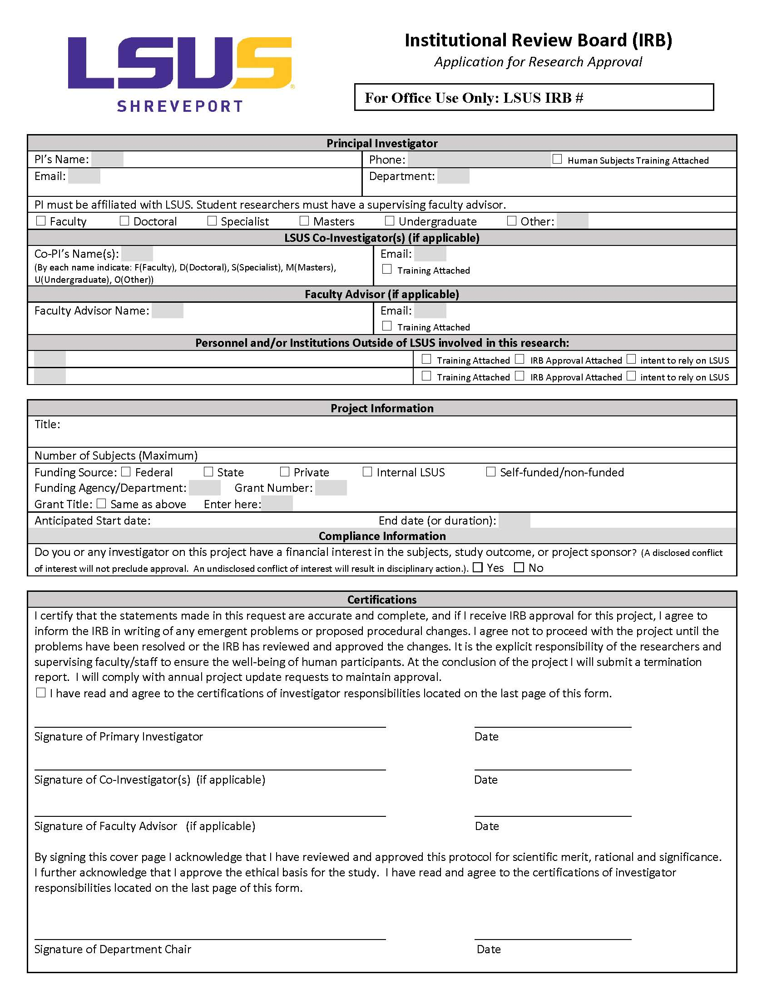 LSUS
SHREVEPORT
Institutional Review Board (IRB)
Application for Research Approval
For Office Use Only: LSUS IRB #
Principal Investigator
PI's Name:
Phone: ☐ Human Subjects Training Attached
Email:
Department:
PI must be affiliated with LSUS. Student researchers must have a supervising faculty advisor.
☐ Faculty ☐ Doctoral ☐ Specialist ☐ Masters ☐ Undergraduate ☐ Other:
LSUS Co-Investigator(s) (if applicable)
Co-PI's Name(s):
(By each name indicate: F(Faculty), D(Doctoral), S(Specialist), M(Masters),
U(Undergraduate), O(Other))
Email:
☐ Training Attached
Faculty Advisor (if applicable)
Faculty Advisor Name:
Email:
☐ Training Attached
Personnel and/or Institutions Outside of LSUS involved in this research:
☐ Training Attached ☐ IRB Approval Attached ☐ intent to rely on LSUS
☐ Training Attached ☐ IRB Approval Attached ☐ intent to rely on LSUS
Project Information
Title:
Number of Subjects (Maximum)
Funding Source: ☐ Federal ☐ State ☐ Private ☐ Internal LSUS ☐ Self-funded/non-funded
Funding Agency/Department: Grant Number:
Grant Title: ☐ Same as above Enter here:
Anticipated Start date: End date (or duration):
Compliance Information
Do you or any investigator on this project have a financial interest in the subjects, study outcome, or project sponsor? (A disclosed conflict
of interest will not preclude approval. An undisclosed conflict of interest will result in disciplinary action.). ☐ Yes ☐ No
Certifications
I certify that the statements made in this request are accurate and complete, and if I receive IRB approval for this project, I agree to
inform the IRB in writing of any emergent problems or proposed procedural changes. I agree not to proceed with the project until the
problems have been resolved or the IRB has reviewed and approved the changes. It is the explicit responsibility of the researchers and
supervising faculty/staff to ensure the well-being of human participants. At the conclusion of the project I will submit a termination
report. I will comply with annual project update requests to maintain approval.
☐ I have read and agree to the certifications of investigator responsibilities located on the last page of this form.
Signature of Primary Investigator Date
Signature of Co-Investigator(s) (if applicable) Date
Signature of Faculty Advisor (if applicable) Date
By signing this cover page I acknowledge that I have reviewed and approved this protocol for scientific merit, rational and significance.
I further acknowledge that I approve the ethical basis for the study. I have read and agree to the certifications of investigator
responsibilities located on the last page of this form.
Signature of Department Chair Date